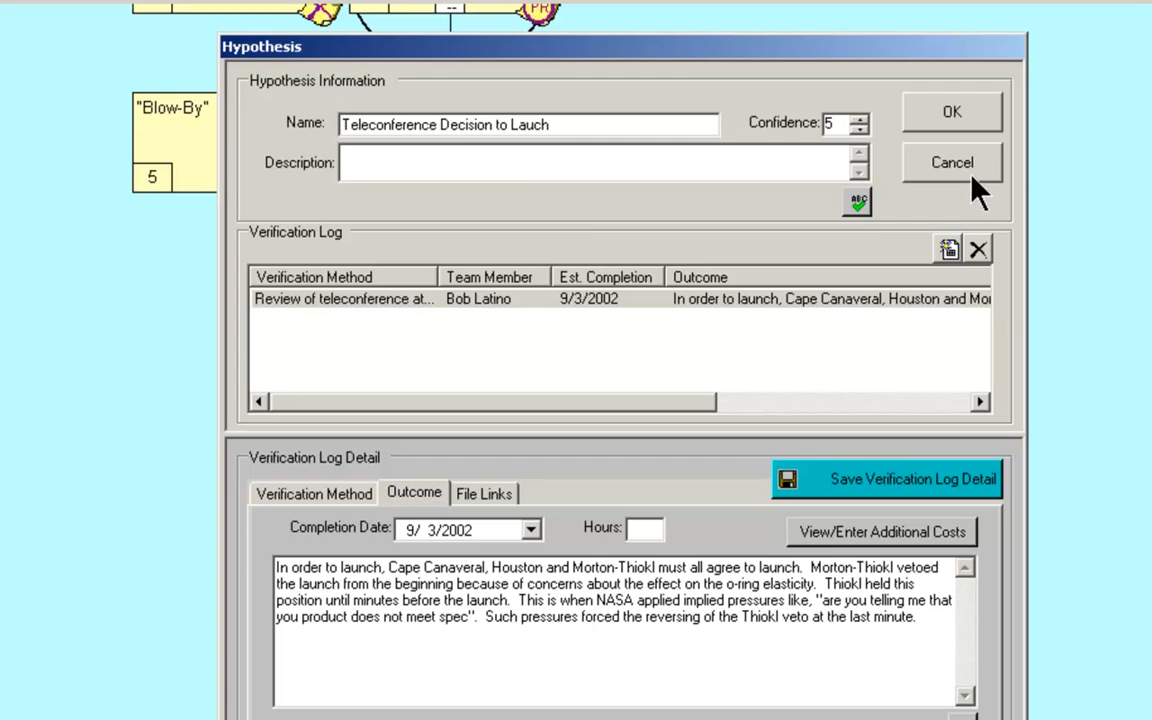 --
PR
Hypothesis
"Blow-By"
5
Hypothesis Information
Name: Teleconference Decision to Lauch
Confidence: 5
OK
Description:
Cancel
ABC
Verification Log
Verification Method Team Member Est. Completion Outcome
Review of teleconference at... Bob Latino 9/3/2002 In order to launch, Cape Canaveral, Houston and Mor
Verification Log Detail
Save Verification Log Detail
Verification Method Outcome File Links
Completion Date: 9/ 3/2002 Hours: View/Enter Additional Costs
In order to launch, Cape Canaveral, Houston and Morton-Thiokl must all agree to launch. Morton-Thiokl vetoed
the launch from the beginning because of concerns about the effect on the o-ring elasticity. Thiokl held this
position until minutes before the launch. This is when NASA applied implied pressures like, "are you telling me that
you product does not meet spec". Such pressures forced the reversing of the Thiokl veto at the last minute.